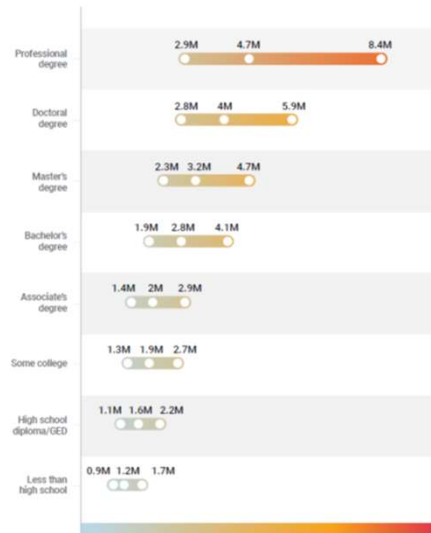 2.9M 4.7M 8.4M
Professional
degree
2.8M 4M 5.9M
Doctoral
degree
2.3M 3.2M 4.7M
Master's
degree
1.9M 2.8M 4.1M
Bachelor's
degree
1.4M 2M 2.9M
Associate's
degree
1.3M 1.9M 2.7M
Some college
1.1M 1.6M 2.2M
High school
diploma/GED
0.9M 1.2M 1.7M
Less than
high school